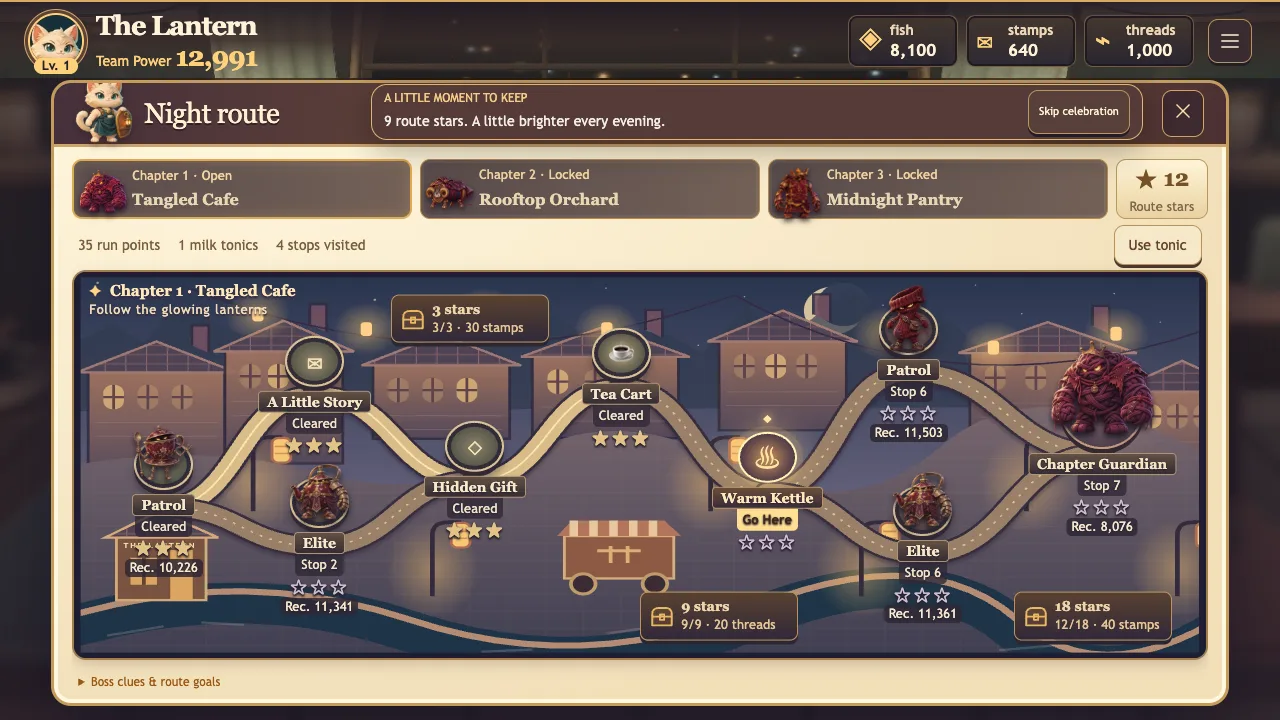 The Lantern
Team Power 12,991
Lv. 1
fish
8,100
stamps
640
threads
1,000
Night route
A LITTLE MOMENT TO KEEP
9 route stars. A little brighter every evening.
Skip celebration
Chapter 1 · Open
Tangled Cafe
Chapter 2 · Locked
Rooftop Orchard
Chapter 3 · Locked
Midnight Pantry
★ 12
Route stars
35 run points
1 milk tonics
4 stops visited
Use tonic
Chapter 1 · Tangled Cafe
Follow the glowing lanterns
3 stars
3/3 · 30 stamps
A Little Story
Cleared
Tea Cart
Cleared
Patrol
Stop 6
Rec. 11,503
Hidden Gift
Cleared
Chapter Guardian
Stop 7
Rec. 8,076
Patrol
Cleared
Rec. 10,226
Warm Kettle
Go Here
Elite
Stop 2
Rec. 11,341
Elite
Stop 6
Rec. 11,361
9 stars
9/9 · 20 threads
18 stars
12/18 · 40 stamps
Boss clues & route goals